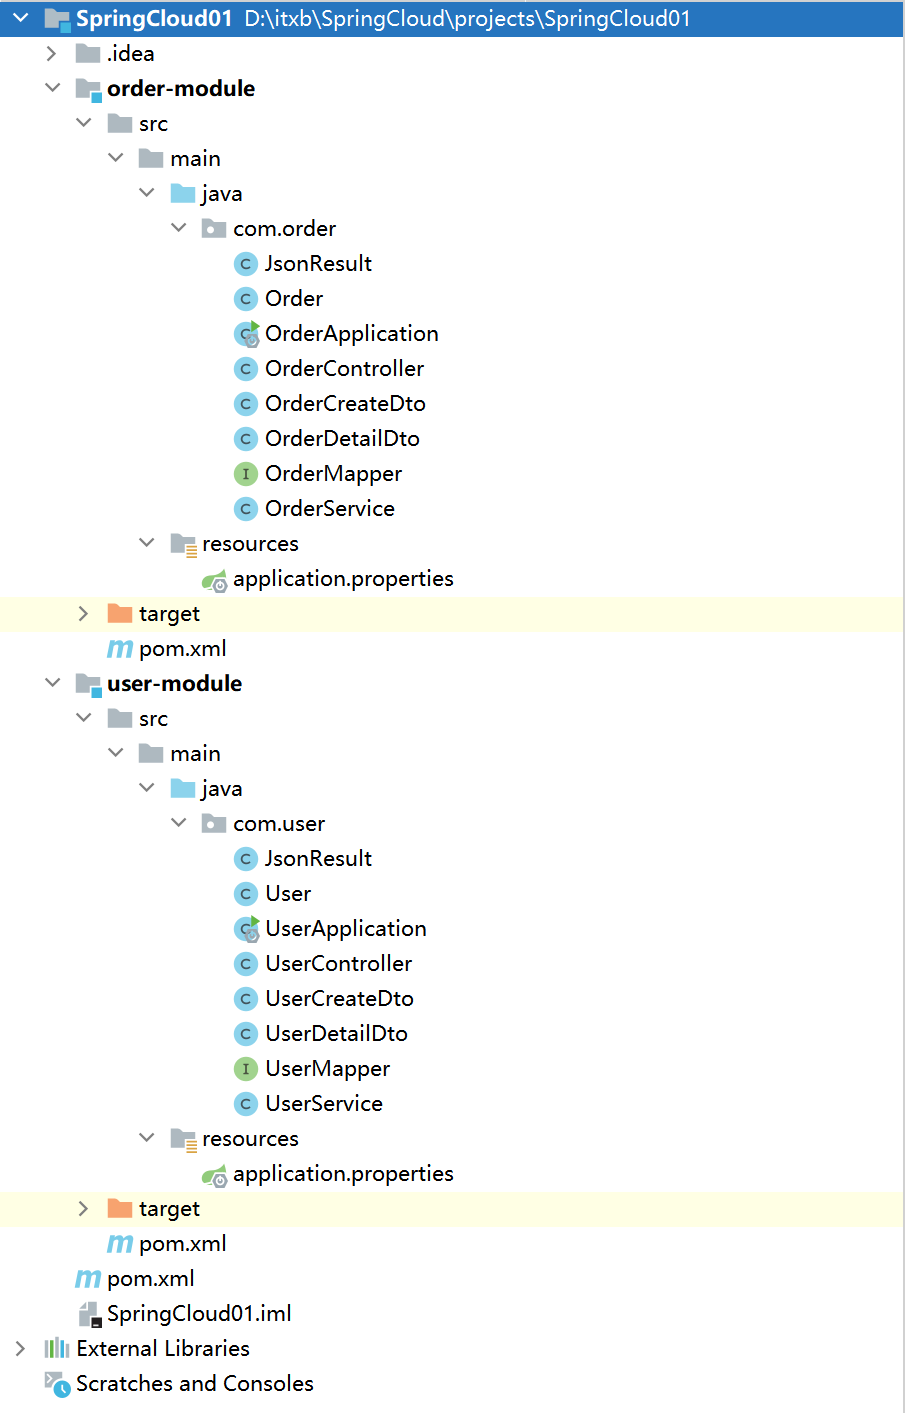 SpringCloud01 D:\itxb\SpringCloud\projects\SpringCloud01
.idea
order-module
src
main
java
com.order
JsonResult
Order
OrderApplication
OrderController
OrderCreateDto
OrderDetailDto
OrderMapper
OrderService
resources
application.properties
target
pom.xml
user-module
src
main
java
com.user
JsonResult
User
UserApplication
UserController
UserCreateDto
UserDetailDto
UserMapper
UserService
resources
application.properties
target
pom.xml
pom.xml
SpringCloud01.iml
External Libraries
Scratches and Consoles